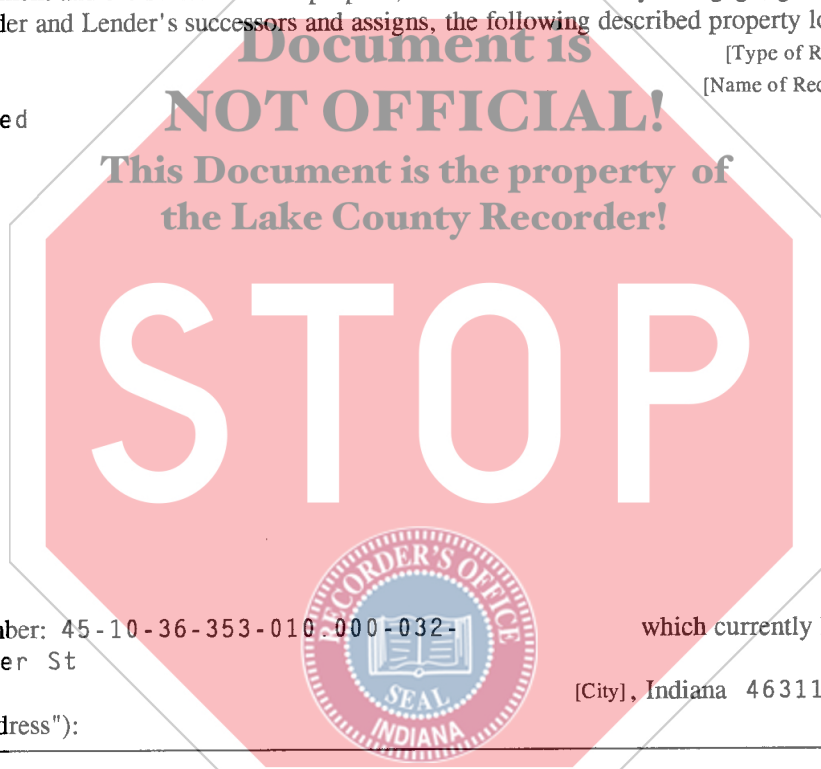 der and Lender's successors and assigns, the following described property lo
Document is
[Type of R
NOT OFFICIAL!
[Name of Rec
ed
This Document is the property of
the Lake County Recorder!
STOP
RECORDER'S OFFICE
nber: 45-10-36-353-010.000-032-
which currently
er St
SEAL
[City], Indiana 46311
INDIANA
dress"):